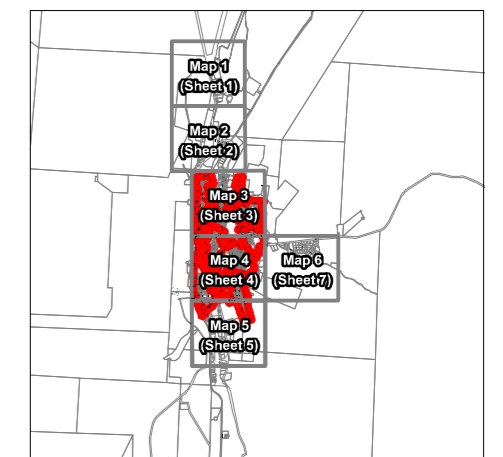 Map 1
(Sheet 1)
Map 2
(Sheet 2)
Map 3
(Sheet 3)
Map 4
(Sheet 4)
Map 6
(Sheet 7)
Map 5
(Sheet 5)